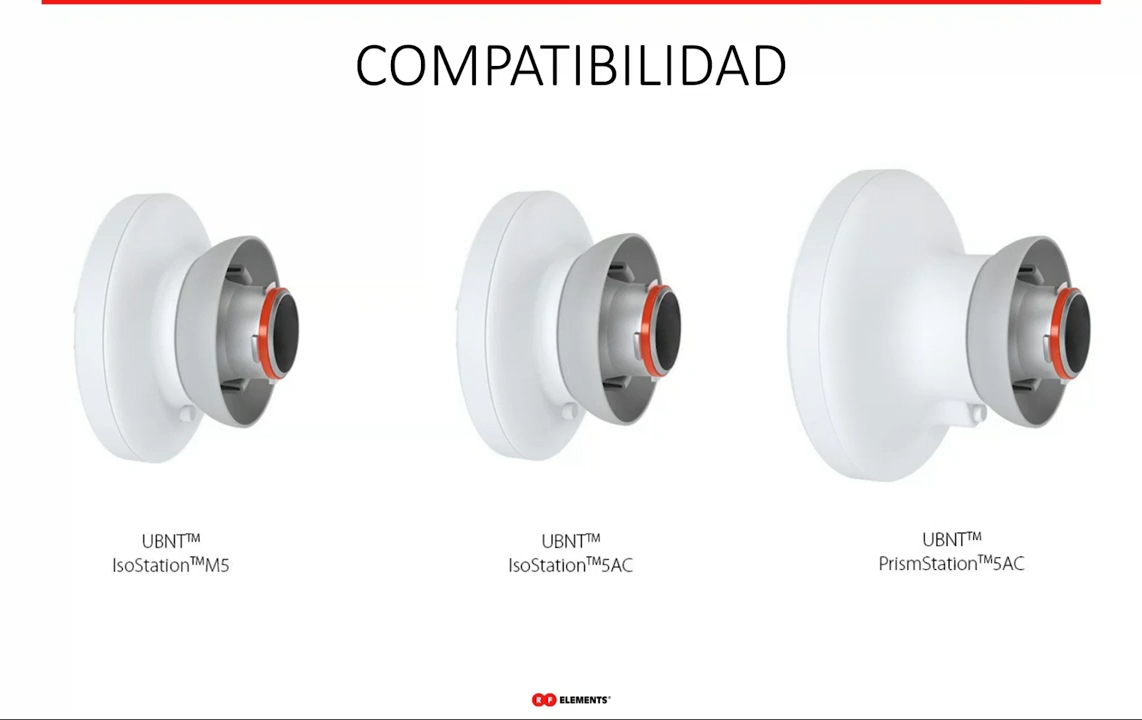 COMPATIBILIDAD
UBNT™
IsoStation™M5
UBNT™
IsoStation™5AC
UBNT™
PrismStation™5AC
RF ELEMENTS®